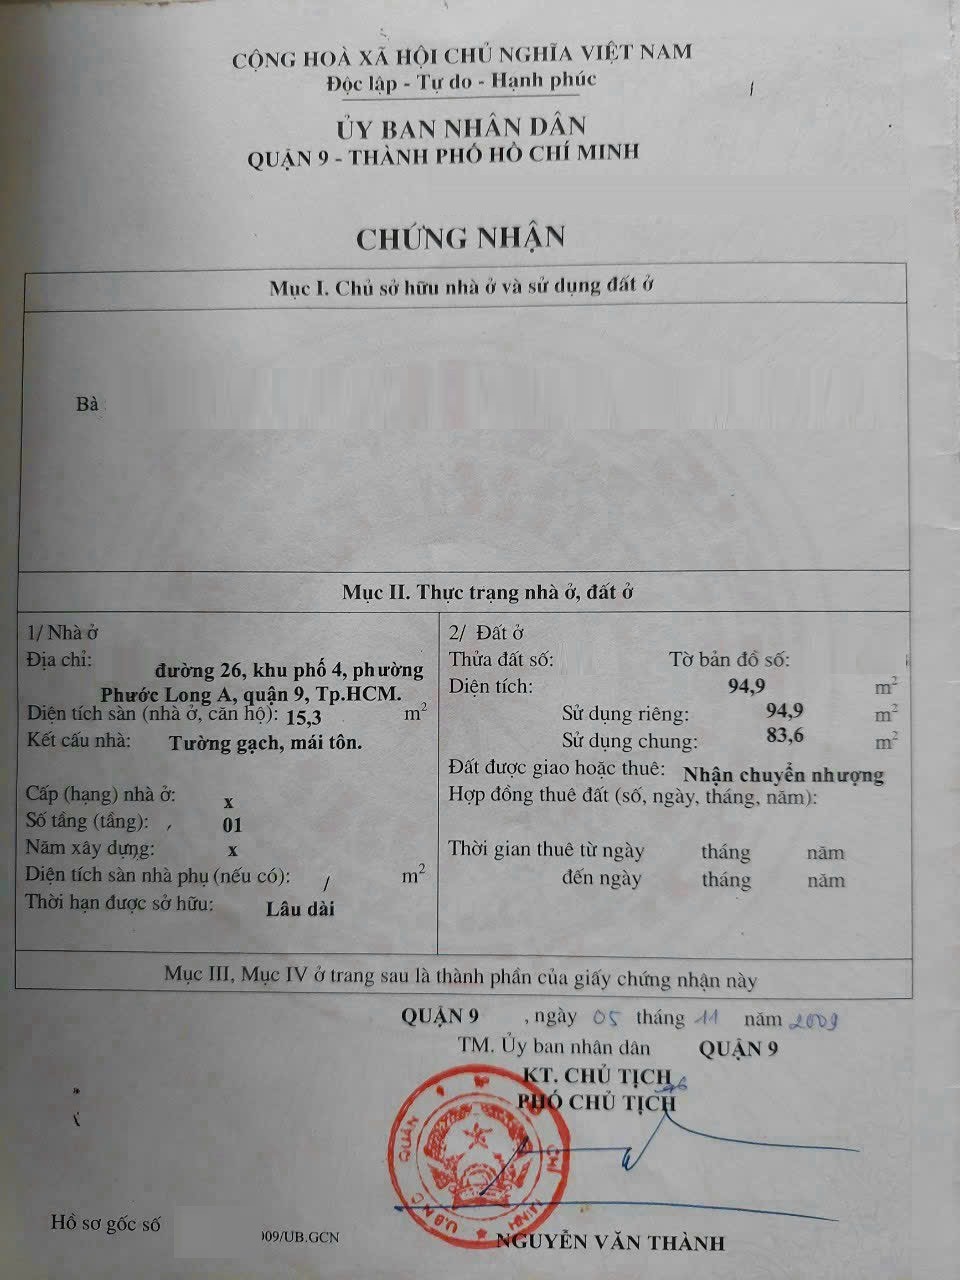 CỘNG HOÀ XÃ HỘI CHỦ NGHĨA VIỆT NAM
Độc lập - Tự do - Hạnh phúc
ỦY BAN NHÂN DÂN
QUẬN 9 - THÀNH PHỐ HỒ CHÍ MINH
CHỨNG NHẬN
Mục I. Chủ sở hữu nhà ở và sử dụng đất ở
Bà
Mục II. Thực trạng nhà ở, đất ở
1/ Nhà ở
Địa chỉ: đường 26, khu phố 4, phường
Phước Long A, quận 9, Tp.HCM.
Diện tích sàn (nhà ở, căn hộ): 15,3 m²
Kết cấu nhà: Tường gạch, mái tôn.
Cấp (hạng) nhà ở: x
Số tầng (tầng): 01
Năm xây dựng: x
Diện tích sàn nhà phụ (nếu có): / m²
Thời hạn được sở hữu: Lâu dài
2/ Đất ở
Thửa đất số: Tờ bản đồ số:
Diện tích: 94,9 m²
Sử dụng riêng: 94,9 m²
Sử dụng chung: 83,6 m²
Đất được giao hoặc thuê: Nhận chuyển nhượng
Hợp đồng thuê đất (số, ngày, tháng, năm):
Thời gian thuê từ ngày tháng năm
đến ngày tháng năm
Mục III, Mục IV ở trang sau là thành phần của giấy chứng nhận này
QUẬN 9 , ngày 05 tháng 11 năm 2009
TM. Ủy ban nhân dân QUẬN 9
KT. CHỦ TỊCH
PHÓ CHỦ TỊCH
NGUYỄN VĂN THÀNH
Hồ sơ gốc số 09/UB.GCN